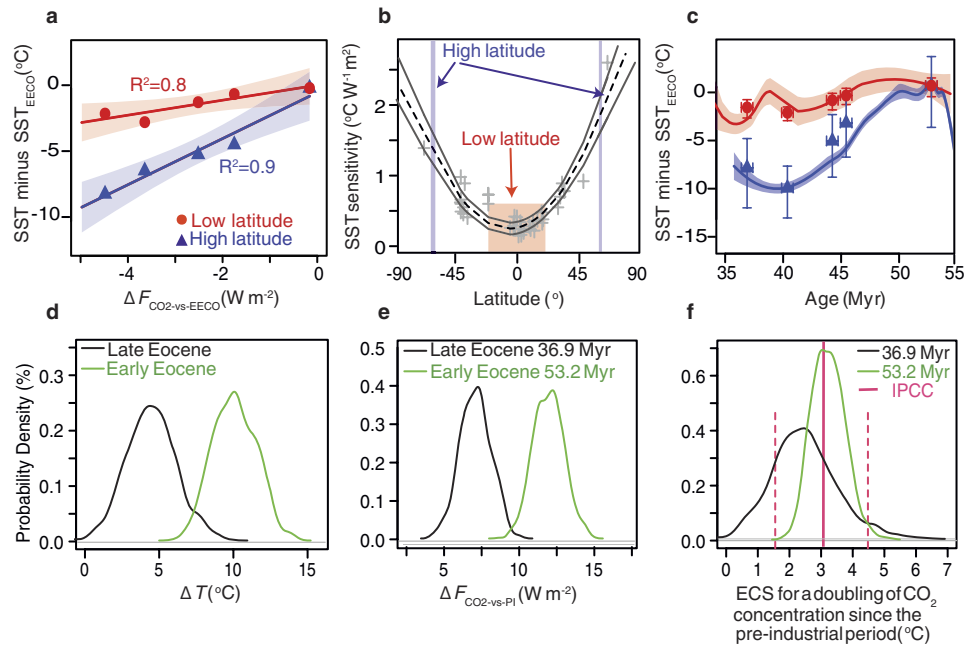 a
SST minus SST_EECO(°C)
0
-5
-10
R²=0.8
R²=0.9
Low latitude
High latitude
-4
-2
0
Δ F_CO2-vs-EECO(W m⁻²)
b
SST sensitivity (°C W⁻¹ m²)
2
1
0
High latitude
Low latitude
-90
-45
0
45
90
Latitude (°)
c
SST minus SST_EECO(°C)
5
0
-5
-10
-15
35
40
45
50
55
Age (Myr)
d
Probability Density (%)
0.3
0.2
0.1
0.0
Late Eocene
Early Eocene
0
5
10
15
Δ T(°C)
e
0.5
0.4
0.3
0.2
0.1
0.0
Late Eocene 36.9 Myr
Early Eocene 53.2 Myr
5
10
15
Δ F_CO2-vs-PI (W m⁻²)
f
0.6
0.4
0.2
0.0
36.9 Myr
53.2 Myr
IPCC
0
1
2
3
4
5
6
7
ECS for a doubling of CO₂
concentration since the
pre-industrial period(°C)